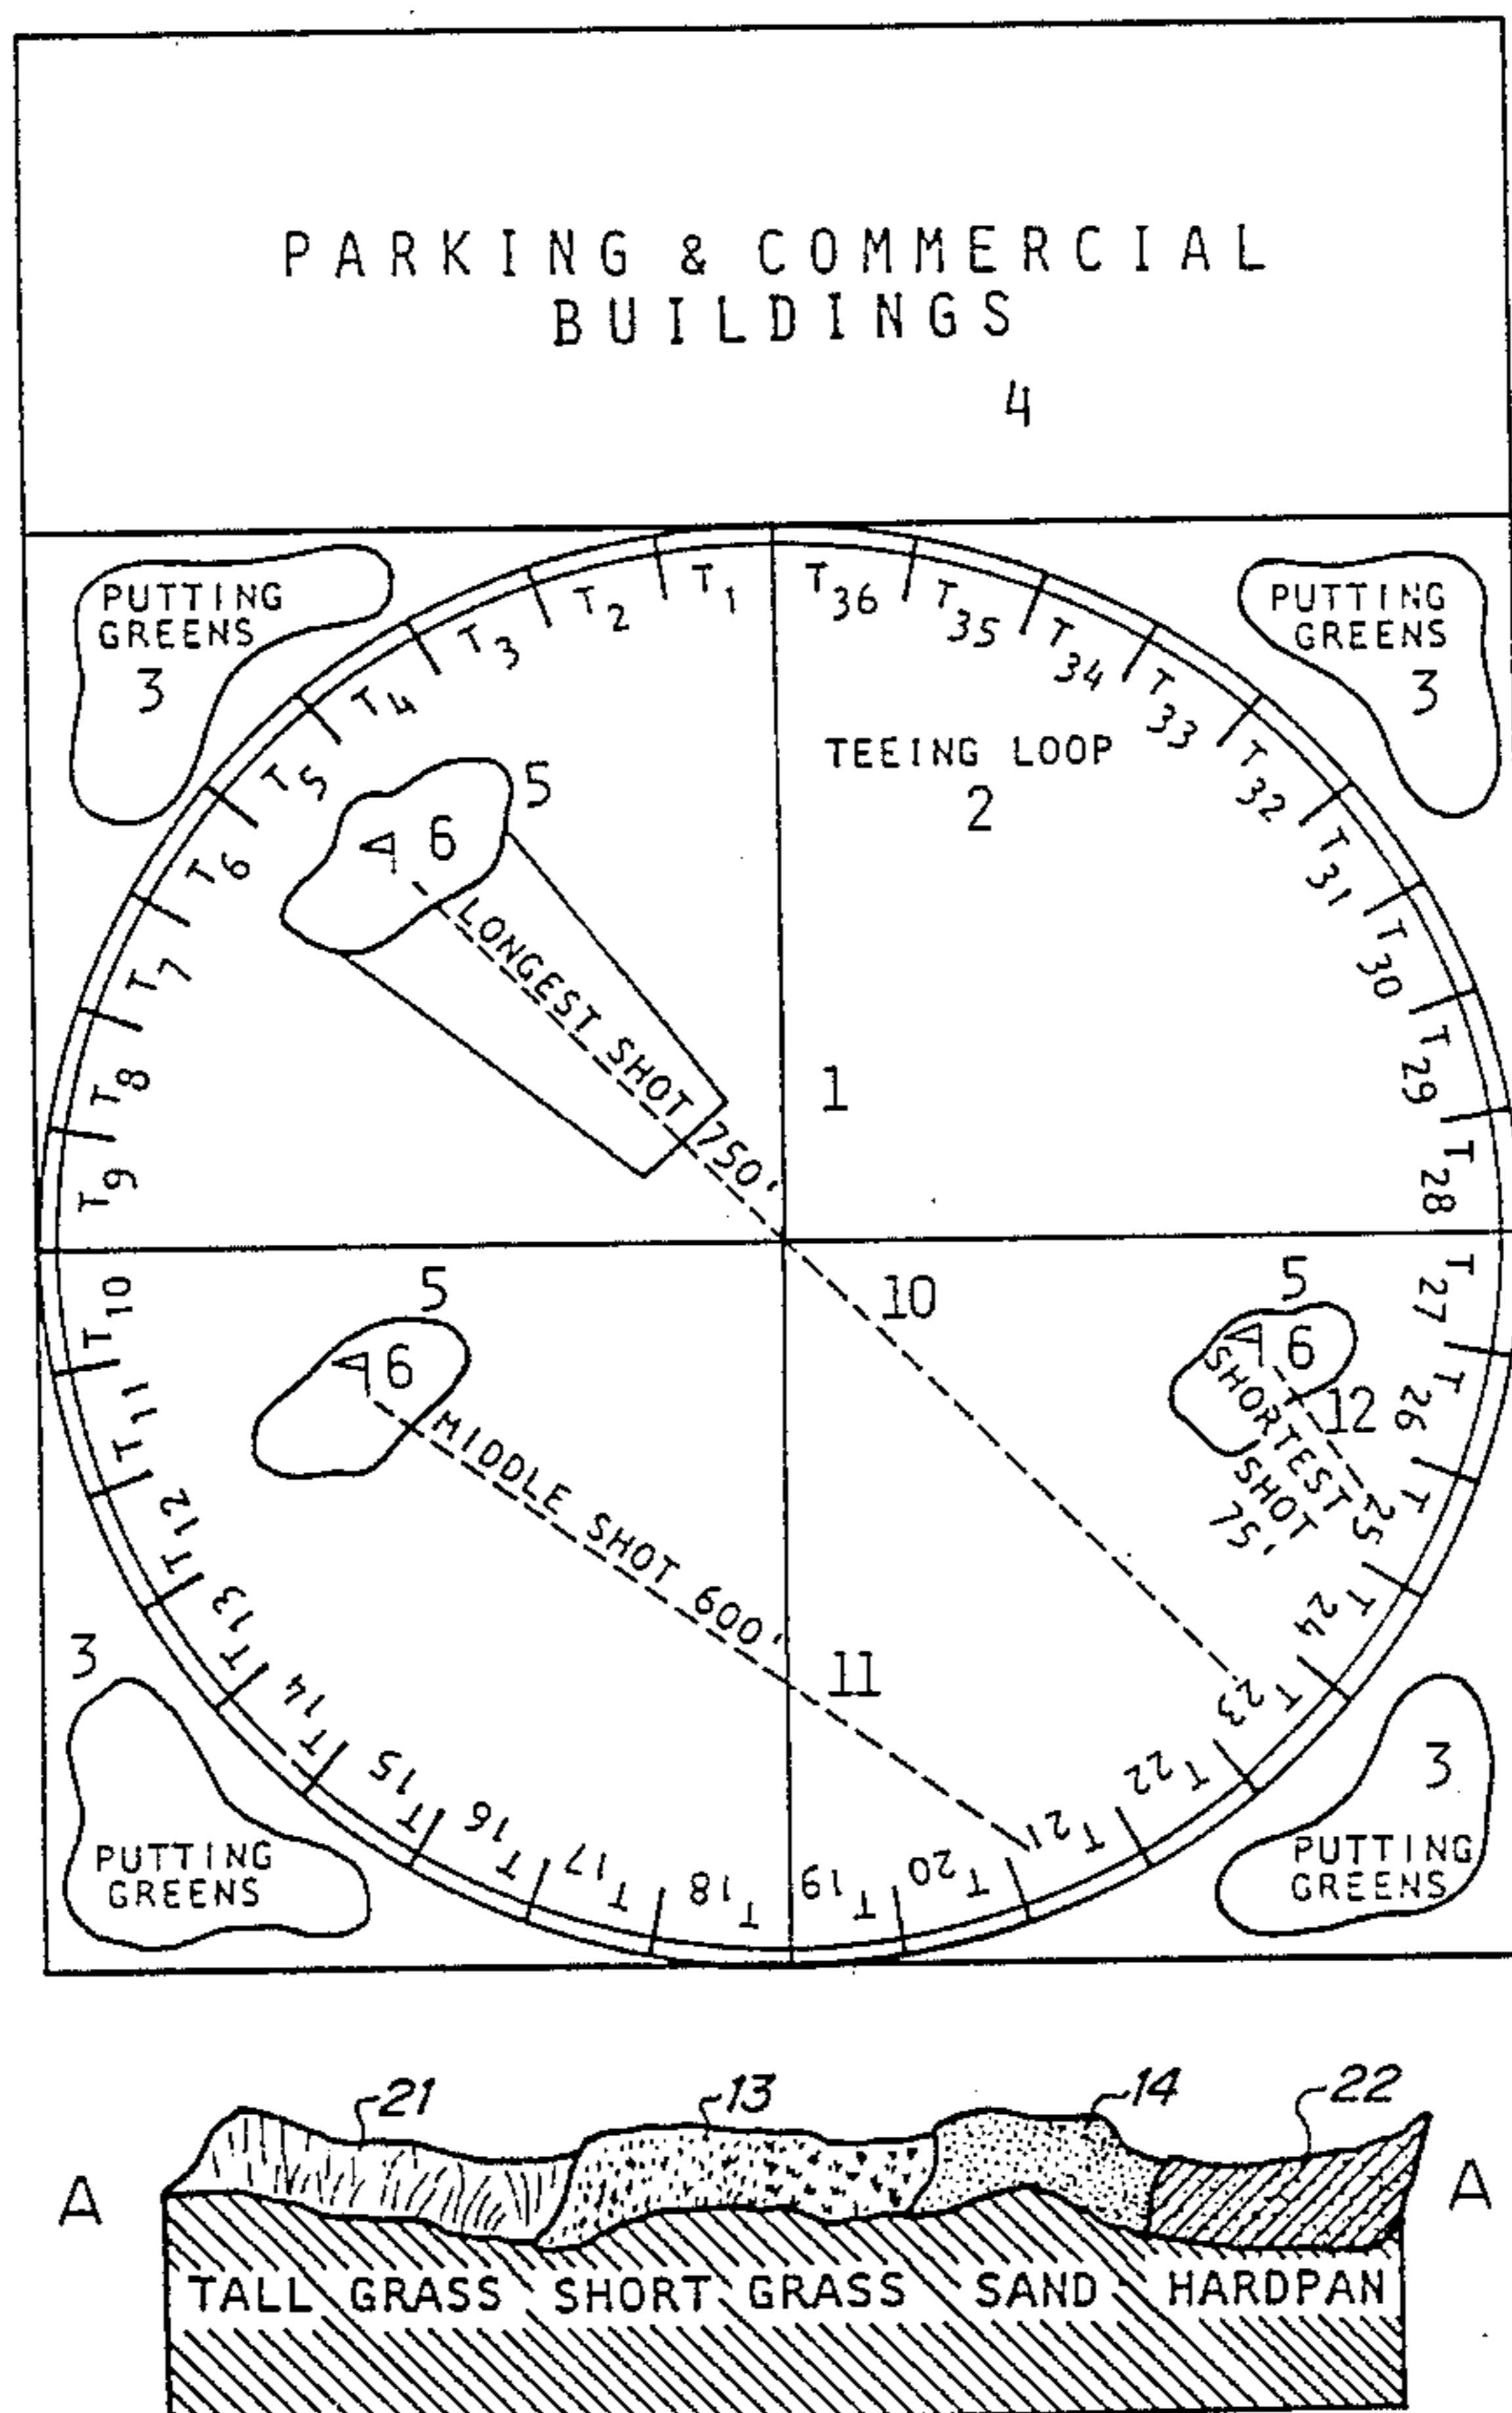 PARKING & COMMERCIAL
BUILDINGS
4
PUTTING
GREENS
3
PUTTING
GREENS
3
T1
T2
T3
T4
T5
T6
T7
T8
T9
T10
T11
T12
T13
T14
T15
T16
T17
T18
T19
T20
T21
T22
T23
T24
T25
T26
T27
T28
T29
T30
T31
T32
T33
T34
T35
T36
TEEING LOOP
2
5
6
LONGEST SHOT 750'
1
10
5
6
MIDDLE SHOT 600'
11
5
6
12
SHORTEST
SHOT
75'
3
PUTTING
GREENS
3
PUTTING
GREENS
21
13
14
22
A
A
TALL GRASS SHORT GRASS SAND HARDPAN